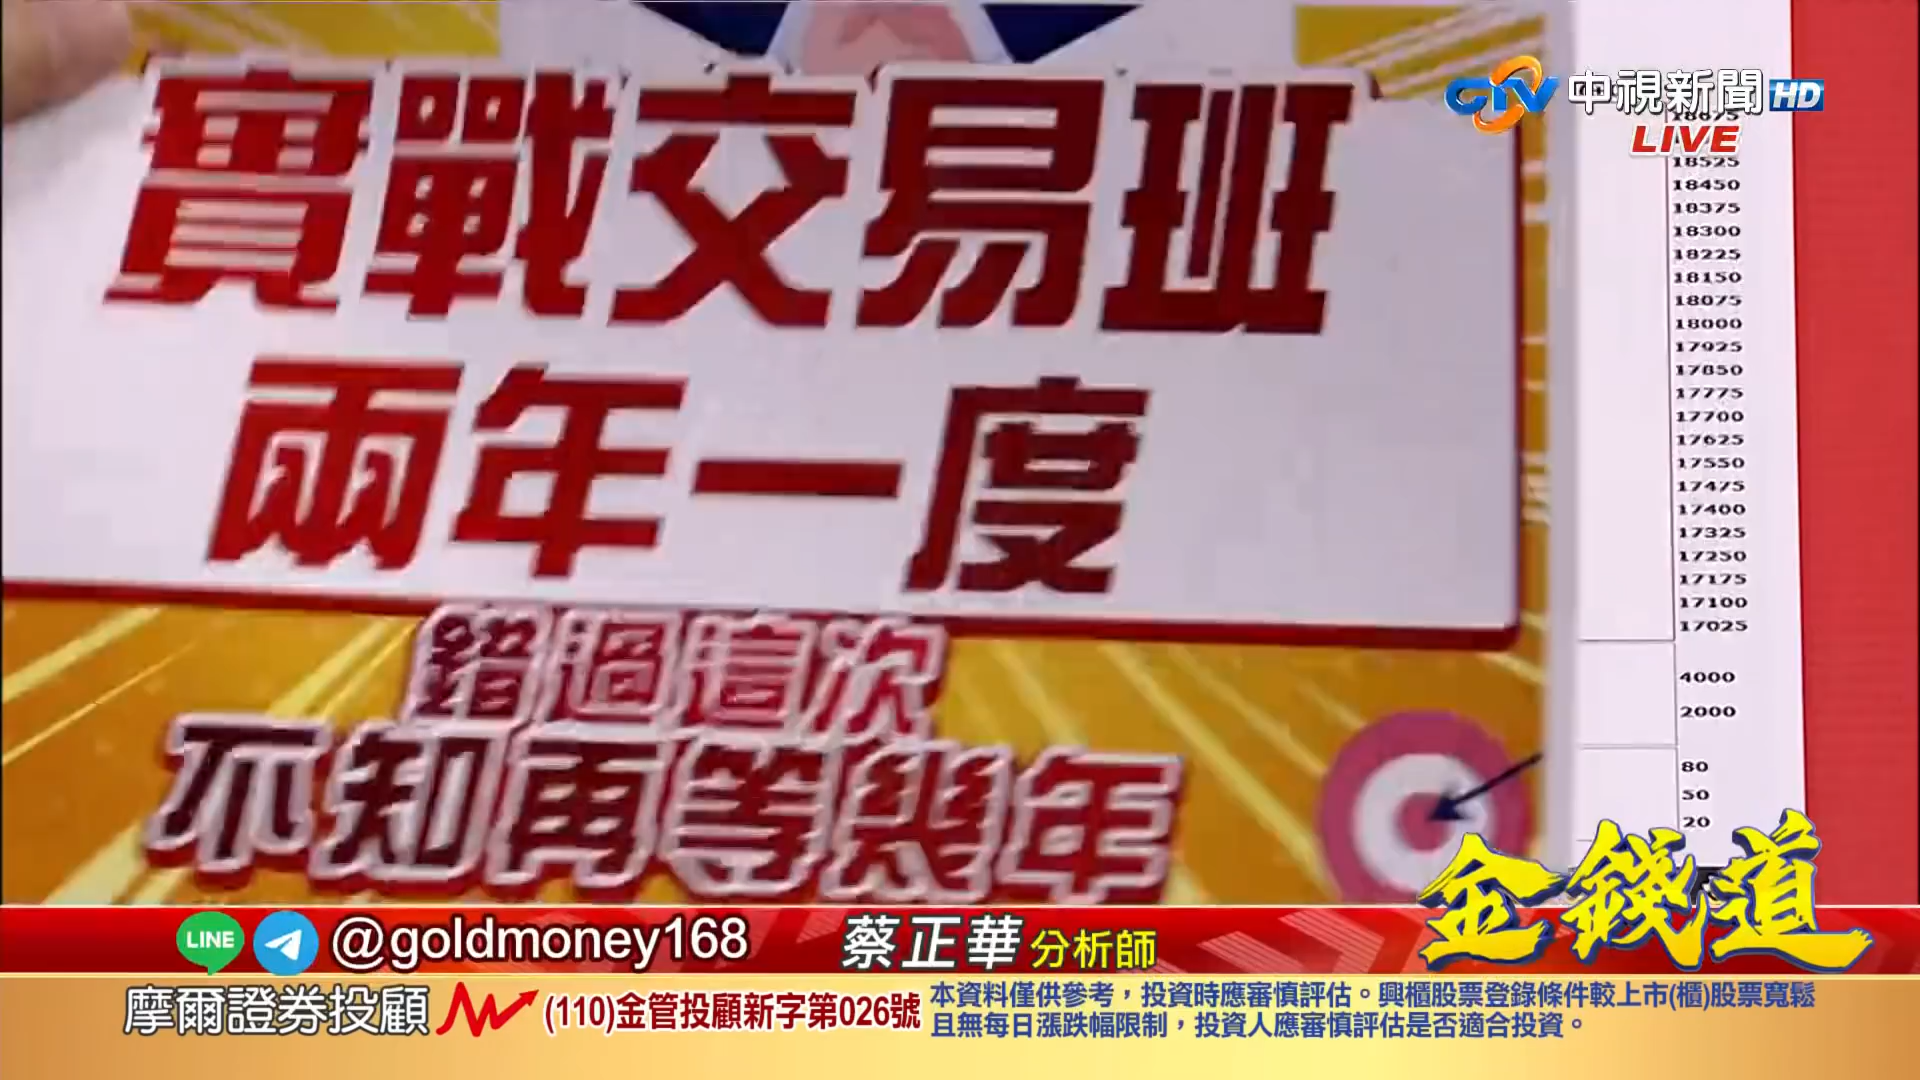 實戰交易班
兩年一度
錯過這次
不知再等幾年
CTV 中視新聞 HD
LIVE
18675
18525
18450
18375
18300
18225
18150
18075
18000
17925
17850
17775
17700
17625
17550
17475
17400
17325
17250
17175
17100
17025
4000
2000
80
50
20
金錢道
LINE @goldmoney168 蔡正華 分析師
摩爾證券投顧 (110)金管投顧新字第026號
本資料僅供參考，投資時應審慎評估。興櫃股票登錄條件較上市(櫃)股票寬鬆
且無每日漲跌幅限制，投資人應審慎評估是否適合投資。